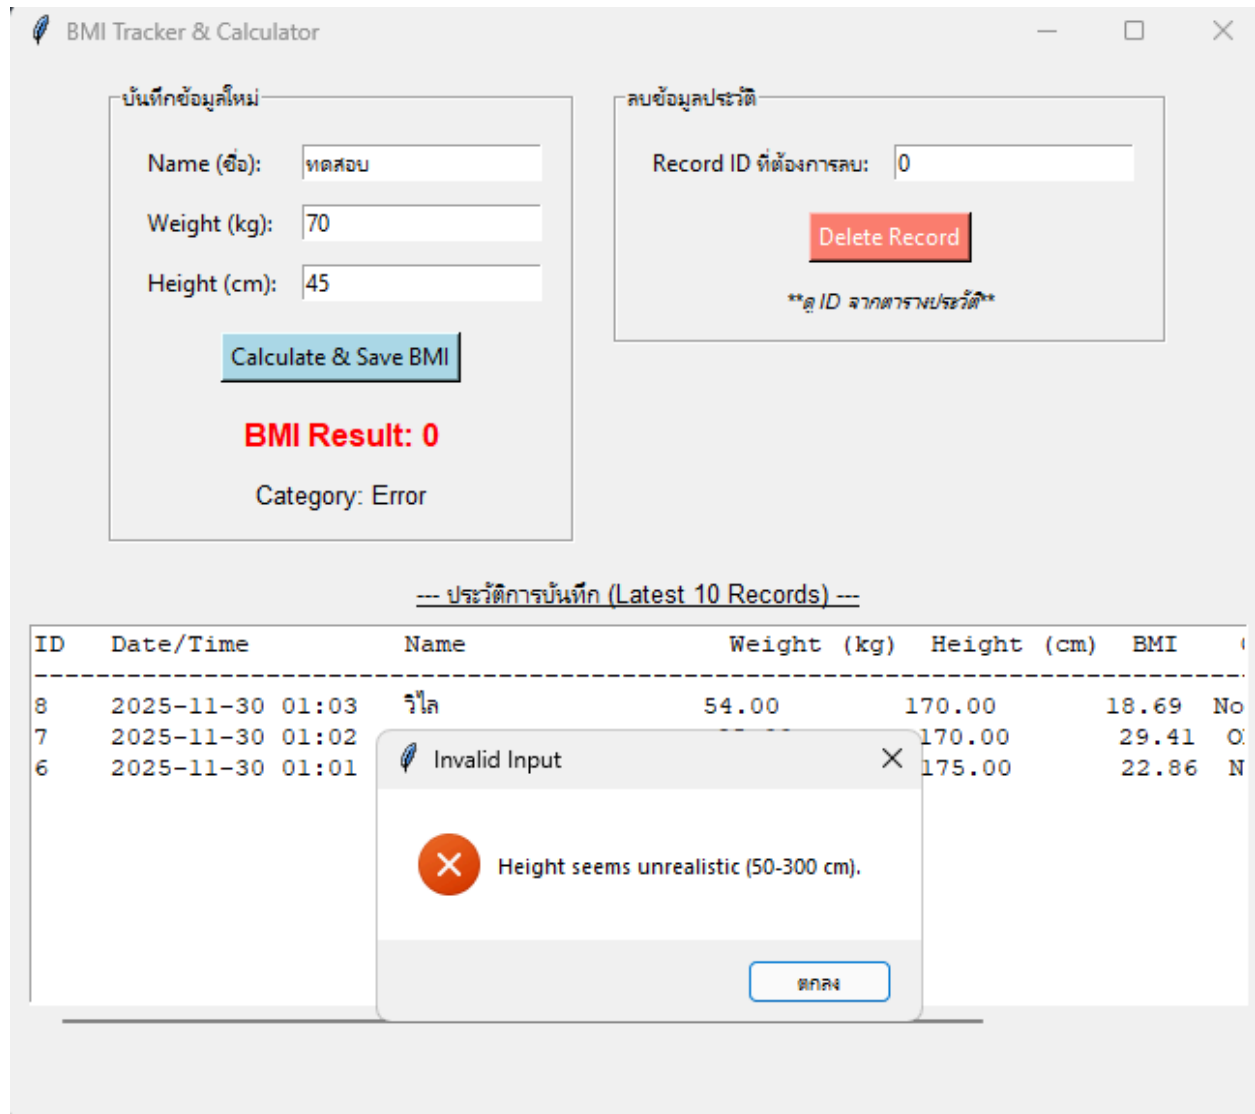 BMI Tracker & Calculator
บันทึกข้อมูลใหม่
Name (ชื่อ): ทดสอบ
Weight (kg): 70
Height (cm): 45
Calculate & Save BMI
BMI Result: 0
Category: Error
ลบข้อมูลประวัติ
Record ID ที่ต้องการลบ: 0
Delete Record
**ดู ID จากตารางประวัติ**
--- ประวัติการบันทึก (Latest 10 Records) ---
ID Date/Time Name Weight (kg) Height (cm) BMI
--------------------------------------------------------------------------------
8 2025-11-30 01:03 วิไล 54.00 170.00 18.69 No
7 2025-11-30 01:02 170.00 29.41
6 2025-11-30 01:01 175.00 22.86 N
Invalid Input
Height seems unrealistic (50-300 cm).
ตกลง